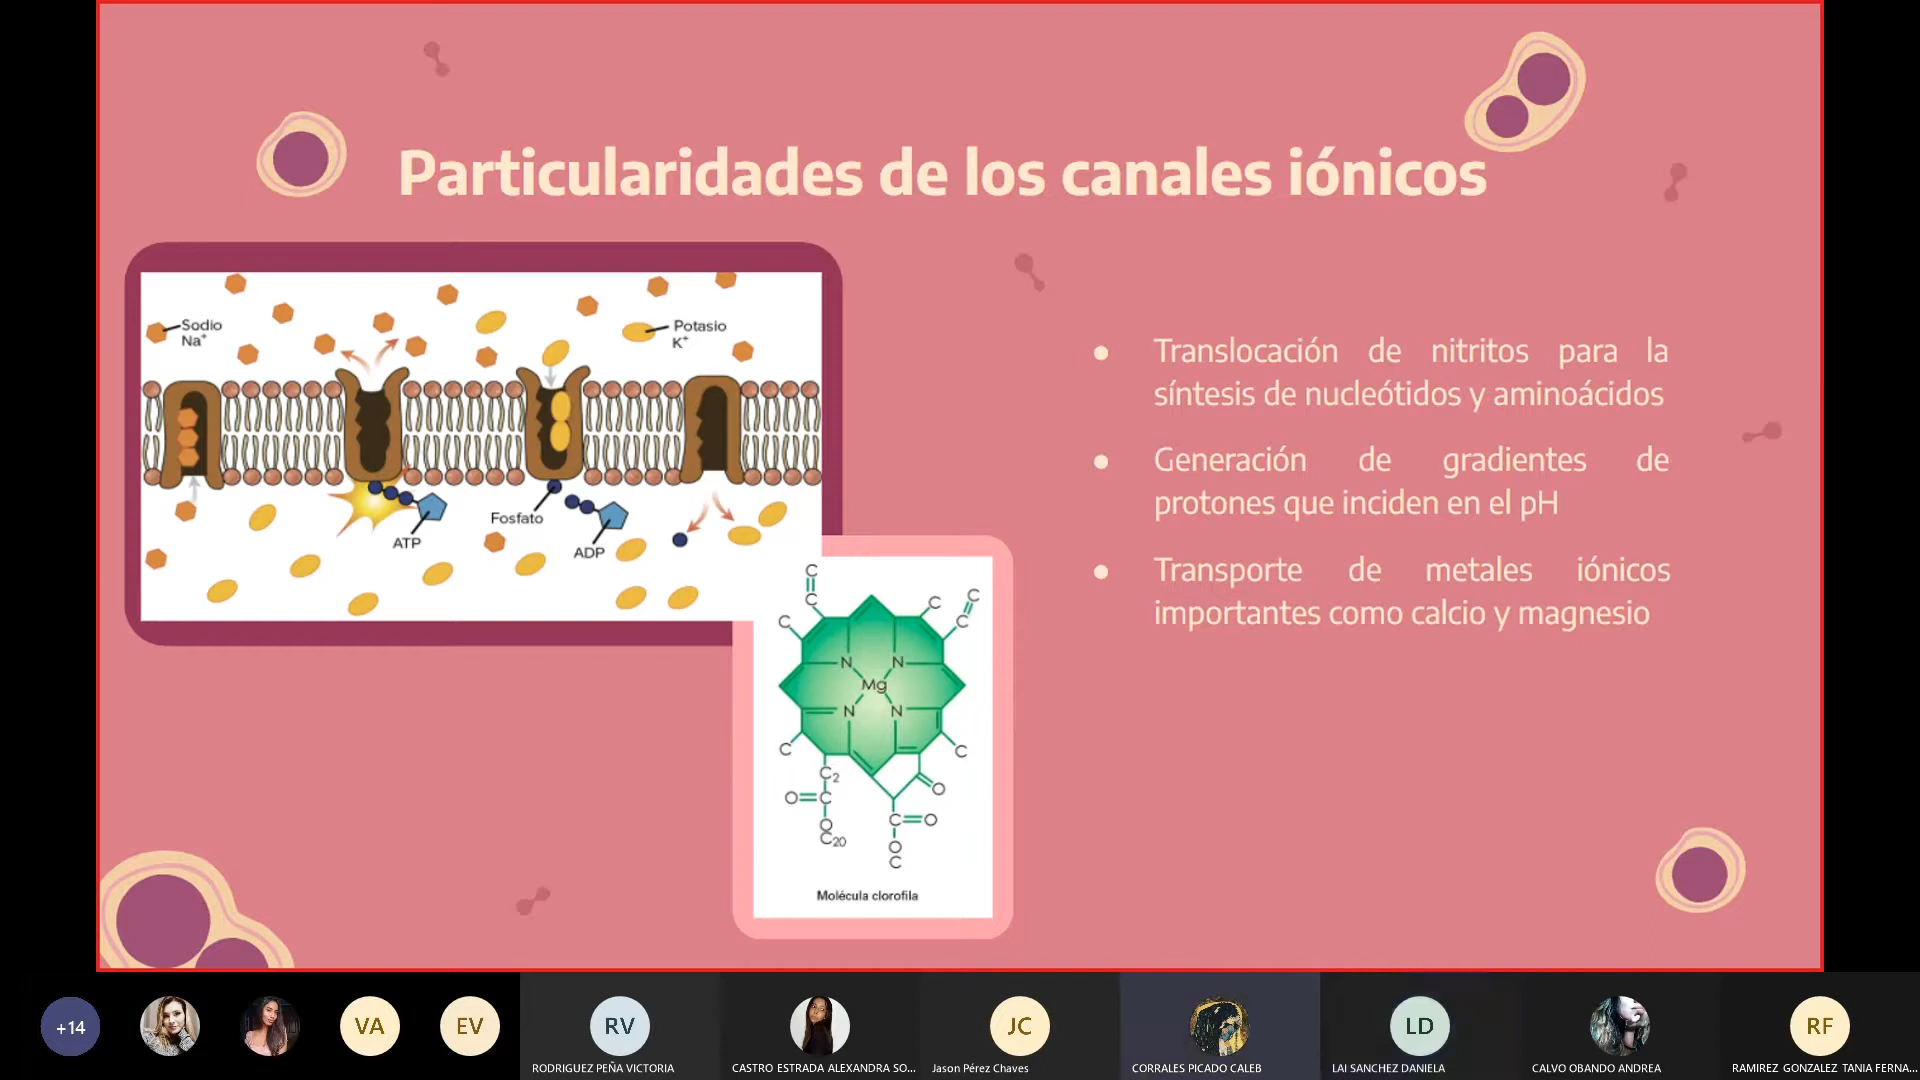 Particularidades de los canales iónicos
Sodio
Na⁺
Potasio
K⁺
ATP
Fosfato
ADP
Translocación de nitritos para la
síntesis de nucleótidos y aminoácidos
Generación de gradientes de
protones que inciden en el pH
Transporte de metales iónicos
importantes como calcio y magnesio
C
C
C
C
C
C
N
N
Mg
N
N
C
C
C₂
O
C
O
O
C₂₀
C
O
O
C
Molécula clorofila
+14
VA
EV
RV
JC
LD
RF
RODRIGUEZ PEÑA VICTORIA
CASTRO ESTRADA ALEXANDRA SO...
Jason Pérez Chaves
CORRALES PICADO CALEB
LAI SANCHEZ DANIELA
CALVO OBANDO ANDREA
RAMIREZ GONZALEZ TANIA FERNA...